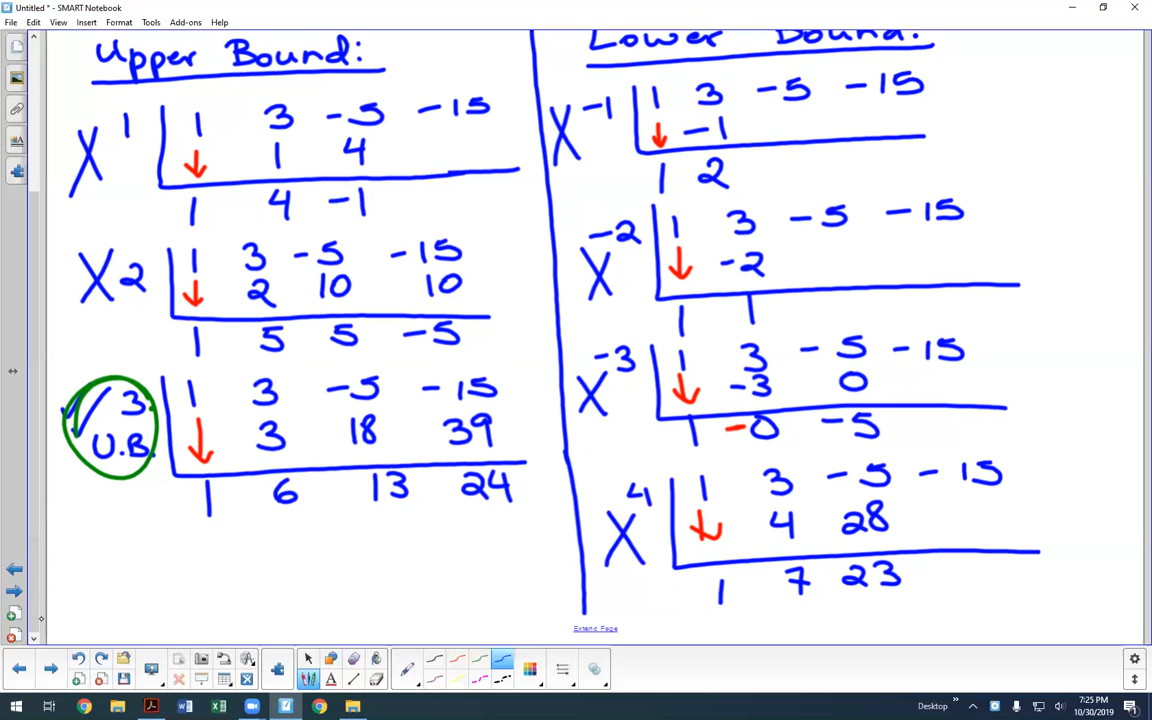 Untitled * - SMART Notebook
File Edit View Insert Format Tools Add-ons Help
Upper Bound:
X 1 1 3 -5 -15
1 4
1 4 -1
X 2 1 3 -5 -15
2 10 10
1 5 5 -5
✓ 3 1 3 -5 -15
U.B. 3 18 39
1 6 13 24
Lower Bound:
X -1 1 3 -5 -15
-1
1 2
X -2 1 3 -5 -15
-2
1 1
X -3 1 3 -5 -15
-3 0
1 -0 -5
X 4 1 3 -5 -15
4 28
1 7 23
Extend Page
Desktop
7:25 PM
10/30/2019